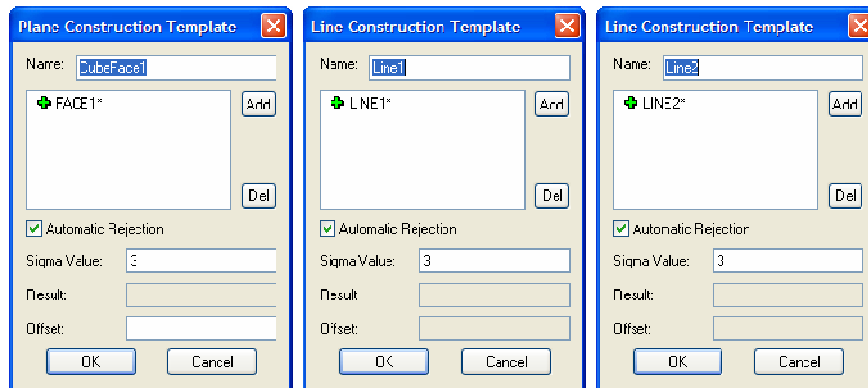 Plane Construction Template
Name: CubeFace1
FACE1*
Add
Del
Automatic Rejection
Sigma Value: 3
Result:
Offset:
OK
Cancel
Line Construction Template
Name: Line1
LINE1*
Add
Del
Automatic Rejection
Sigma Value: 3
Result
Offset:
OK
Cancel
Line Construction Template
Name: Line2
LINE2*
Add
Del
Automatic Rejection
Sigma Value: 3
Result
Offset:
OK
Cancel